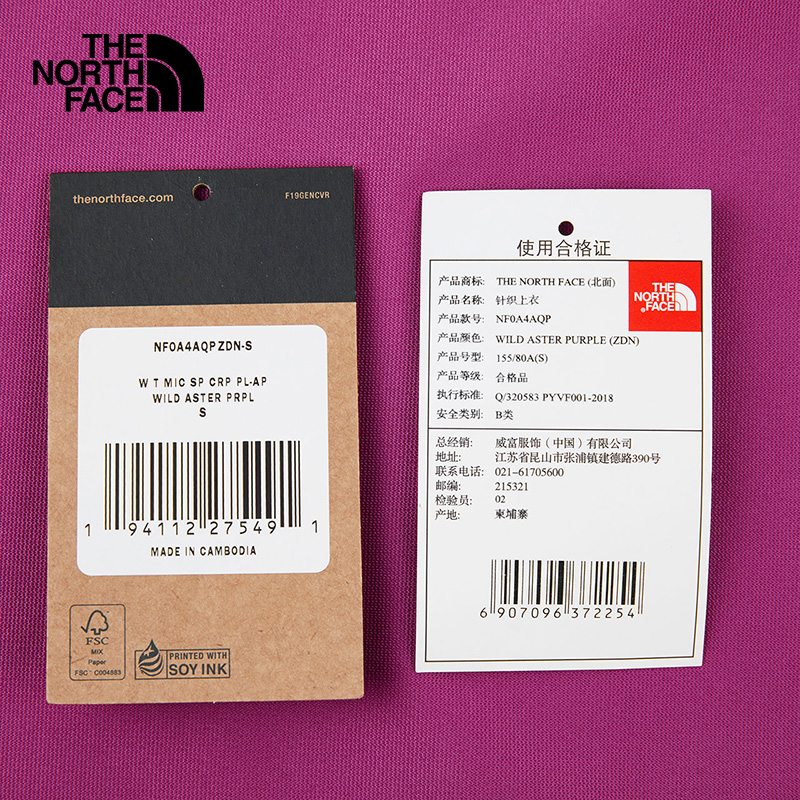 THE
NORTH
FACE
thenorthface.com
F19GENCVR
NF0A4AQPZDN-S
W T MIC SP CRP PL-AP
WILD ASTER PRPL
S
1 94112 27549 1
MADE IN CAMBODIA
FSC
MIX
Paper
FSC™ C004883
PRINTED WITH
SOY INK
使用合格证
产品商标: THE NORTH FACE (北面)
产品名称: 针织上衣
产品款号: NF0A4AQP
产品颜色: WILD ASTER PURPLE (ZDN)
产品号型: 155/80A(S)
产品等级: 合格品
执行标准: Q/320583 PYVF001-2018
安全类别: B类
THE
NORTH
FACE
总经销: 威富服饰（中国）有限公司
地址: 江苏省昆山市张浦镇建德路390号
联系电话: 021-61705600
邮编: 215321
检验员: 02
产地: 柬埔寨
6 907096 372254